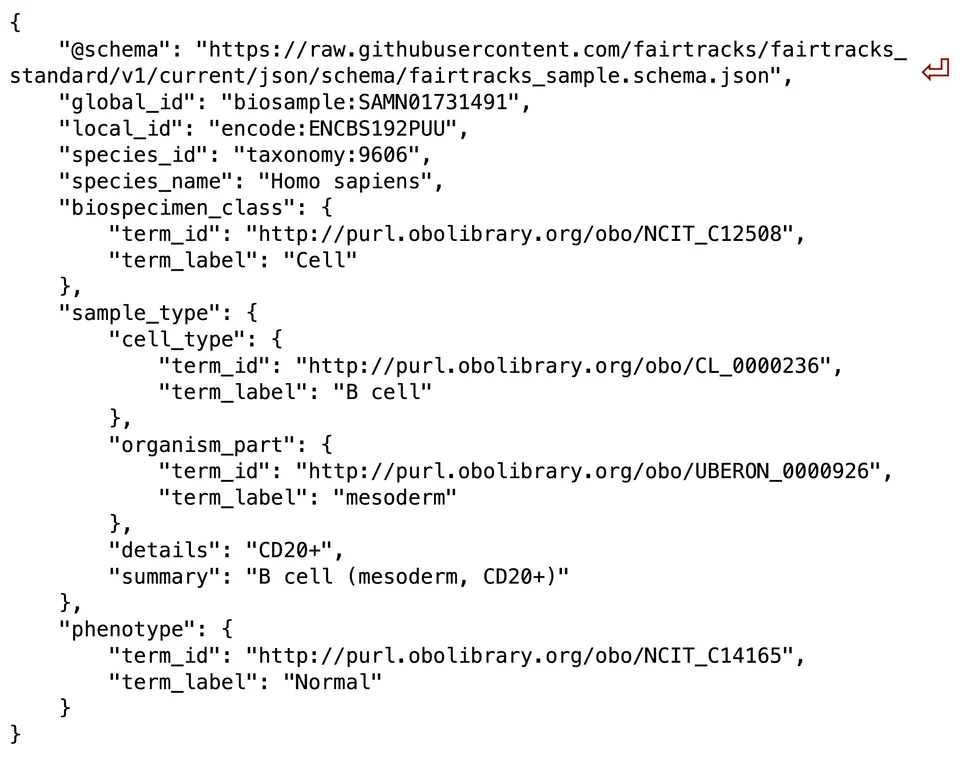 {
    "@schema": "https://raw.githubusercontent.com/fairtracks/fairtracks_
standard/v1/current/json/schema/fairtracks_sample.schema.json",
    "global_id": "biosample:SAMN01731491",
    "local_id": "encode:ENCBS192PUU",
    "species_id": "taxonomy:9606",
    "species_name": "Homo sapiens",
    "biospecimen_class": {
        "term_id": "http://purl.obolibrary.org/obo/NCIT_C12508",
        "term_label": "Cell"
    },
    "sample_type": {
        "cell_type": {
            "term_id": "http://purl.obolibrary.org/obo/CL_0000236",
            "term_label": "B cell"
        },
        "organism_part": {
            "term_id": "http://purl.obolibrary.org/obo/UBERON_0000926",
            "term_label": "mesoderm"
        },
        "details": "CD20+",
        "summary": "B cell (mesoderm, CD20+)"
    },
    "phenotype": {
        "term_id": "http://purl.obolibrary.org/obo/NCIT_C14165",
        "term_label": "Normal"
    }
}